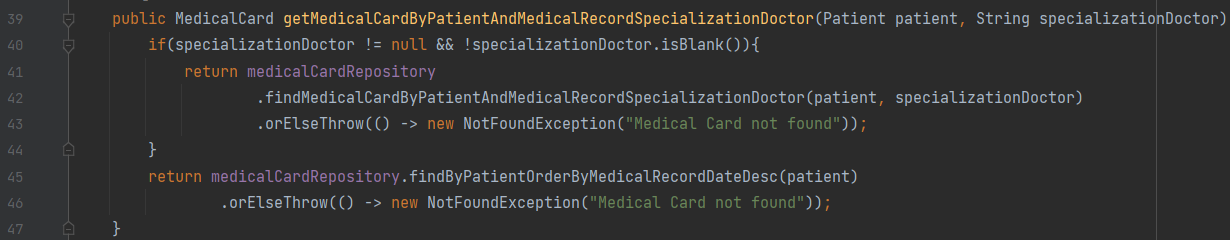 39 public MedicalCard getMedicalCardByPatientAndMedicalRecordSpecializationDoctor(Patient patient, String specializationDoctor)
40 if(specializationDoctor != null && !specializationDoctor.isBlank()){
41 return medicalCardRepository
42 .findMedicalCardByPatientAndMedicalRecordSpecializationDoctor(patient, specializationDoctor)
43 .orElseThrow(() -> new NotFoundException("Medical Card not found"));
44 }
45 return medicalCardRepository.findByPatientOrderByMedicalRecordDateDesc(patient)
46 .orElseThrow(() -> new NotFoundException("Medical Card not found"));
47 }